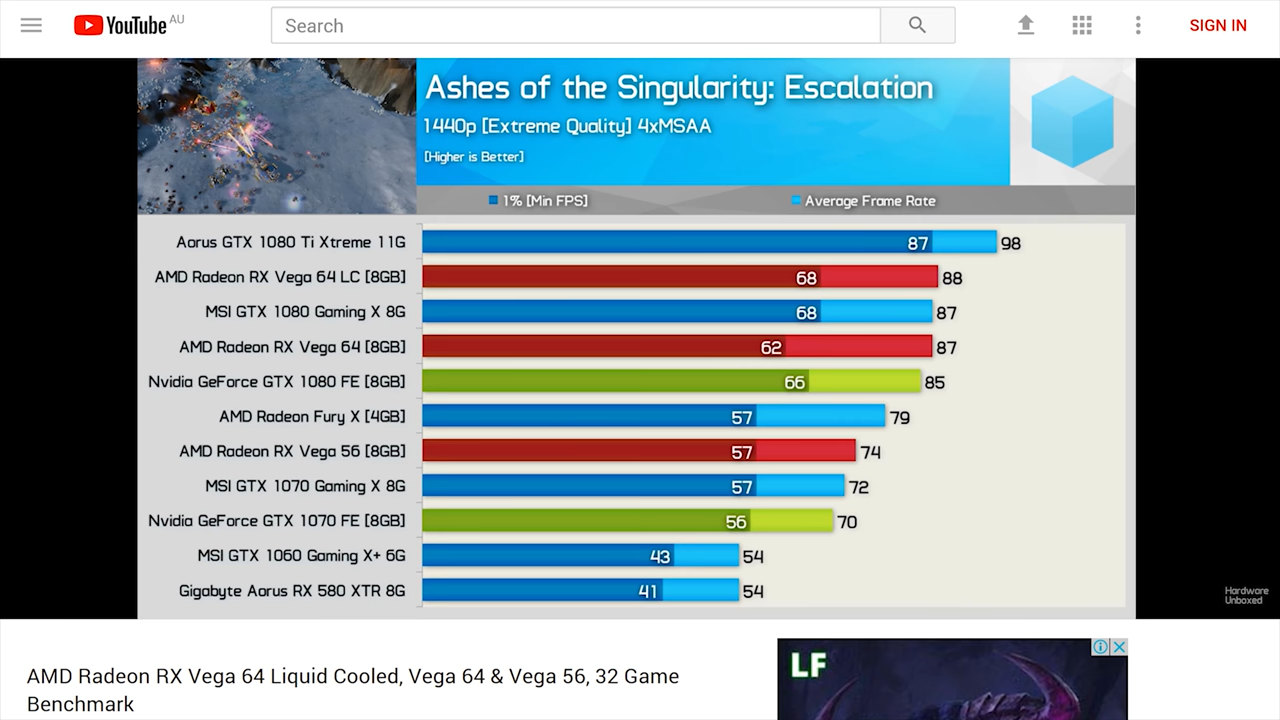 YouTube AU
Search
SIGN IN
Ashes of the Singularity: Escalation
1440p [Extreme Quality] 4xMSAA
[Higher is Better]
1% [Min FPS] Average Frame Rate
Aorus GTX 1080 Ti Xtreme 11G 87 98
AMD Radeon RX Vega 64 LC [8GB] 68 88
MSI GTX 1080 Gaming X 8G 68 87
AMD Radeon RX Vega 64 [8GB] 62 87
Nvidia GeForce GTX 1080 FE [8GB] 66 85
AMD Radeon Fury X [4GB] 57 79
AMD Radeon RX Vega 56 [8GB] 57 74
MSI GTX 1070 Gaming X 8G 57 72
Nvidia GeForce GTX 1070 FE [8GB] 56 70
MSI GTX 1060 Gaming X+ 6G 43 54
Gigabyte Aorus RX 580 XTR 8G 41 54
Hardware
Unboxed
LF
AMD Radeon RX Vega 64 Liquid Cooled, Vega 64 & Vega 56, 32 Game
Benchmark